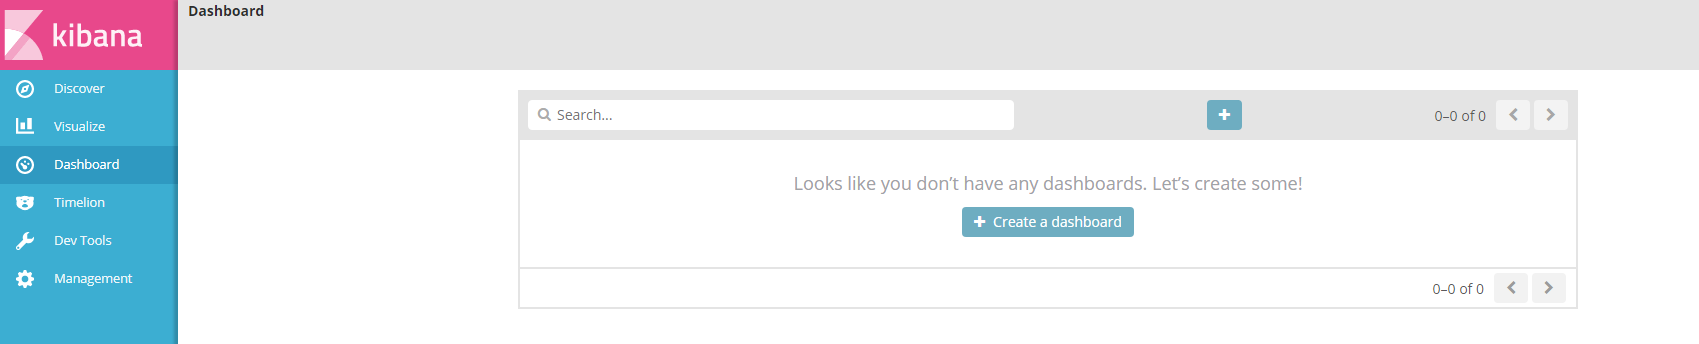 kibana
Discover
Visualize
Dashboard
Timelion
Dev Tools
Management
Dashboard
Search...
0–0 of 0
Looks like you don’t have any dashboards. Let’s create some!
Create a dashboard
0–0 of 0